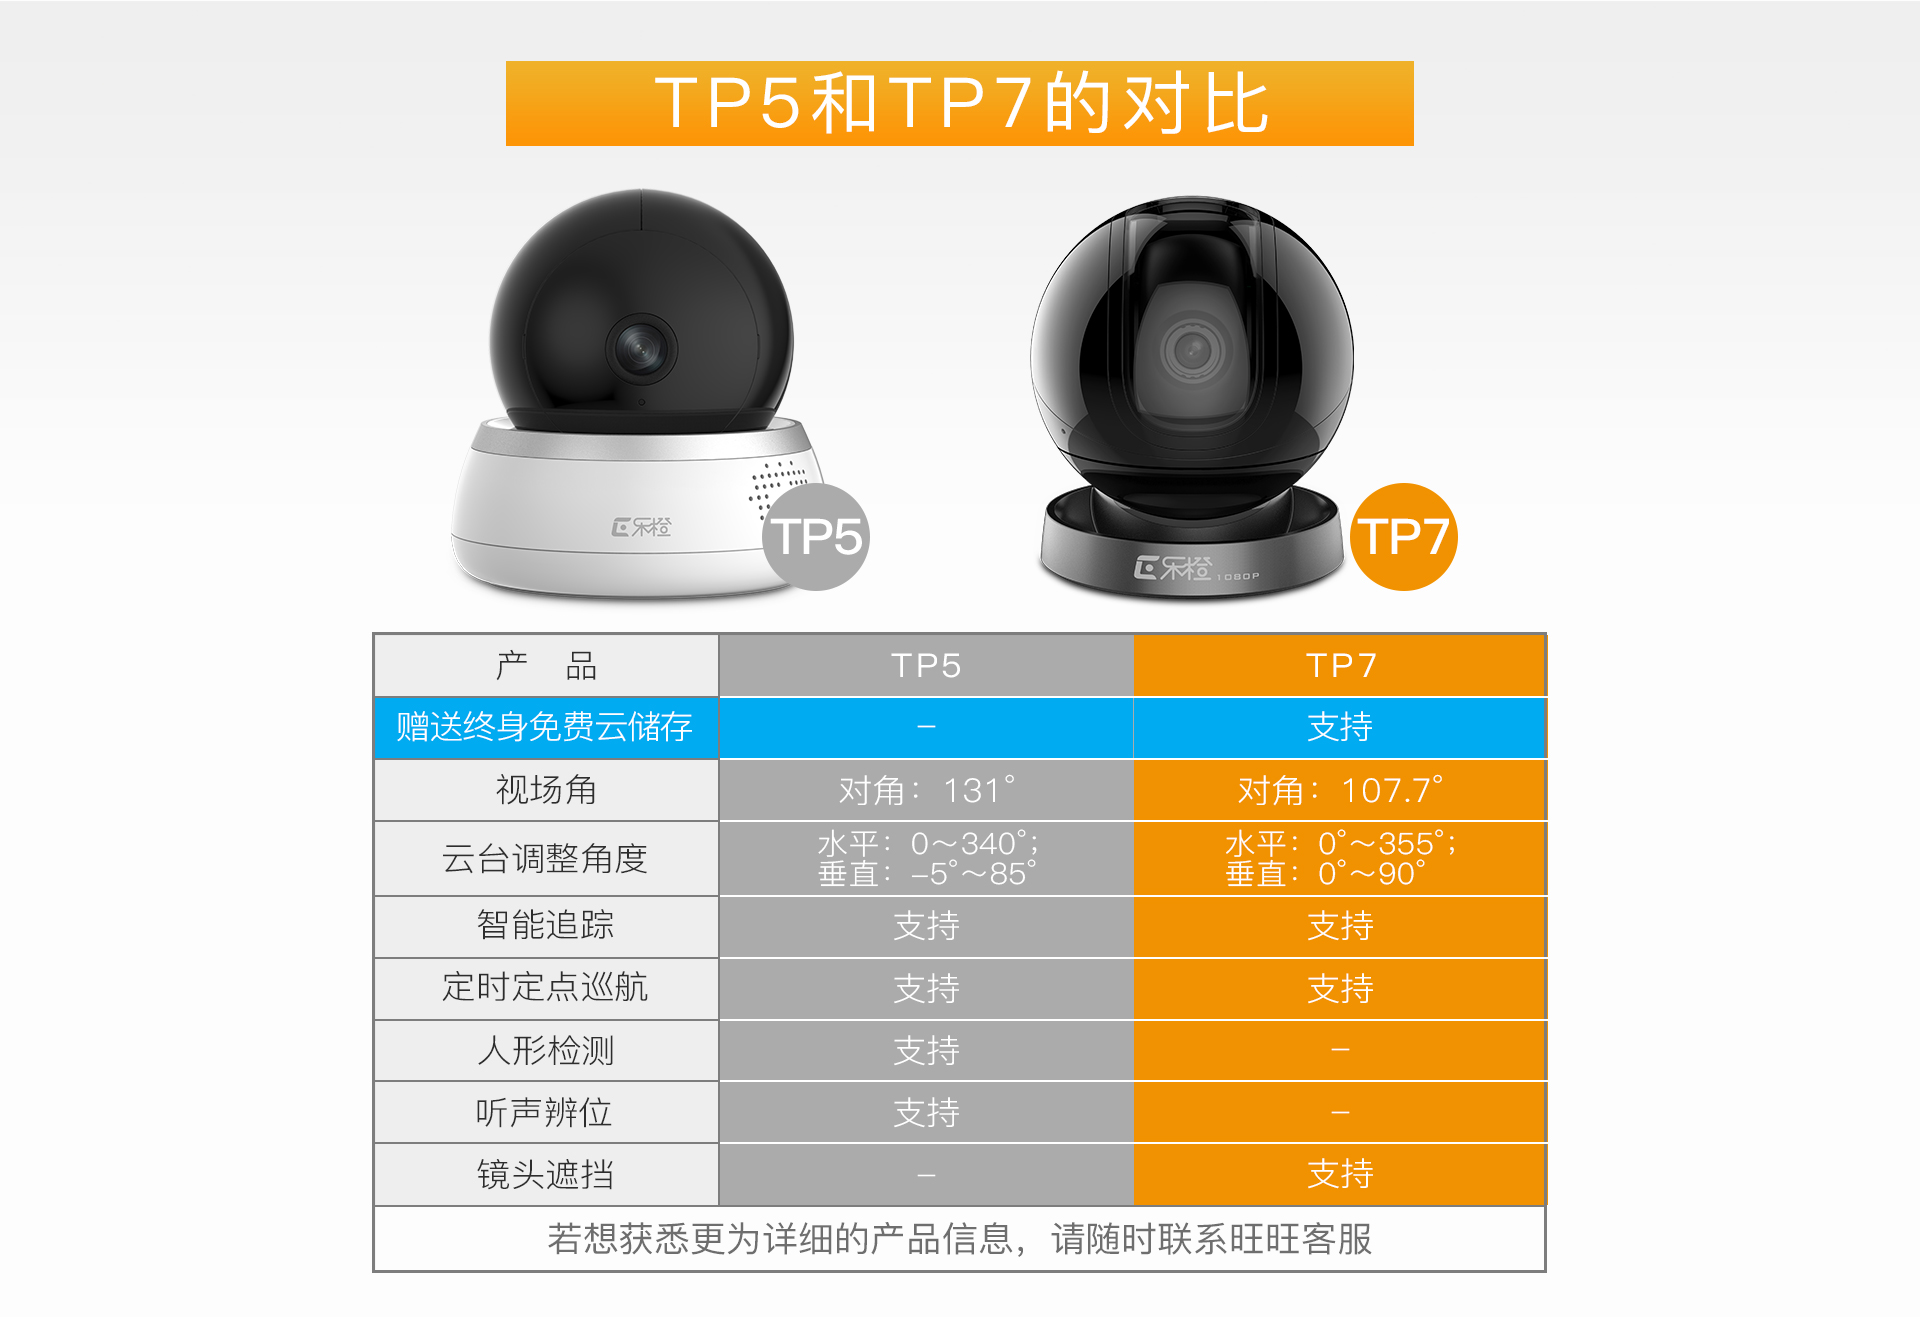 TP5和TP7的对比
乐橙
TP5
乐橙 1080P
TP7
产 品 TP5 TP7
赠送终身免费云储存 – 支持
视场角 对角：131° 对角：107.7°
云台调整角度 水平：0～340°； 水平：0°～355°；
垂直：-5°～85° 垂直：0°～90°
智能追踪 支持 支持
定时定点巡航 支持 支持
人形检测 支持 –
听声辨位 支持 –
镜头遮挡 – 支持
若想获悉更为详细的产品信息，请随时联系旺旺客服